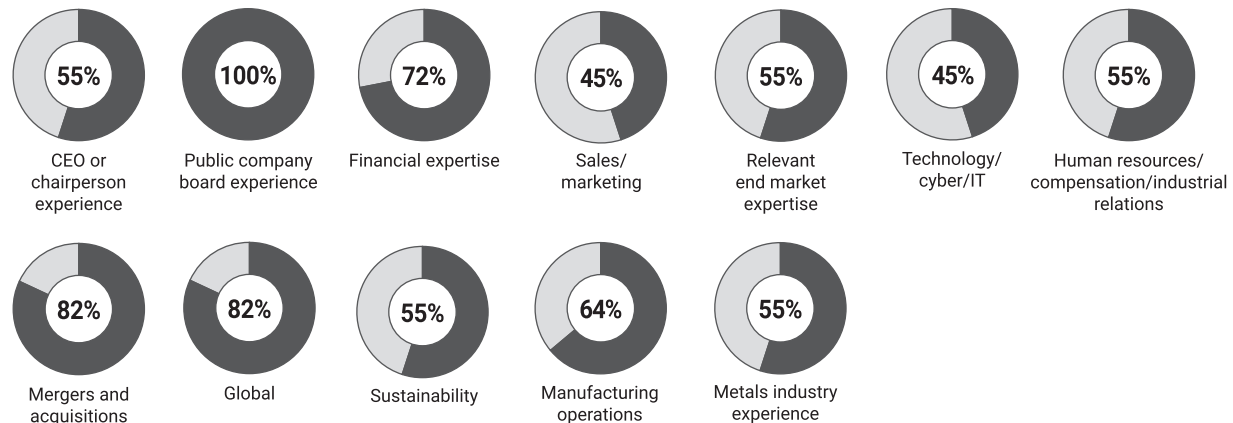 55%
CEO or
chairperson
experience
100%
Public company
board experience
72%
Financial expertise
45%
Sales/
marketing
55%
Relevant
end market
expertise
45%
Technology/
cyber/IT
55%
Human resources/
compensation/industrial
relations
82%
Mergers and
acquisitions
82%
Global
55%
Sustainability
64%
Manufacturing
operations
55%
Metals industry
experience